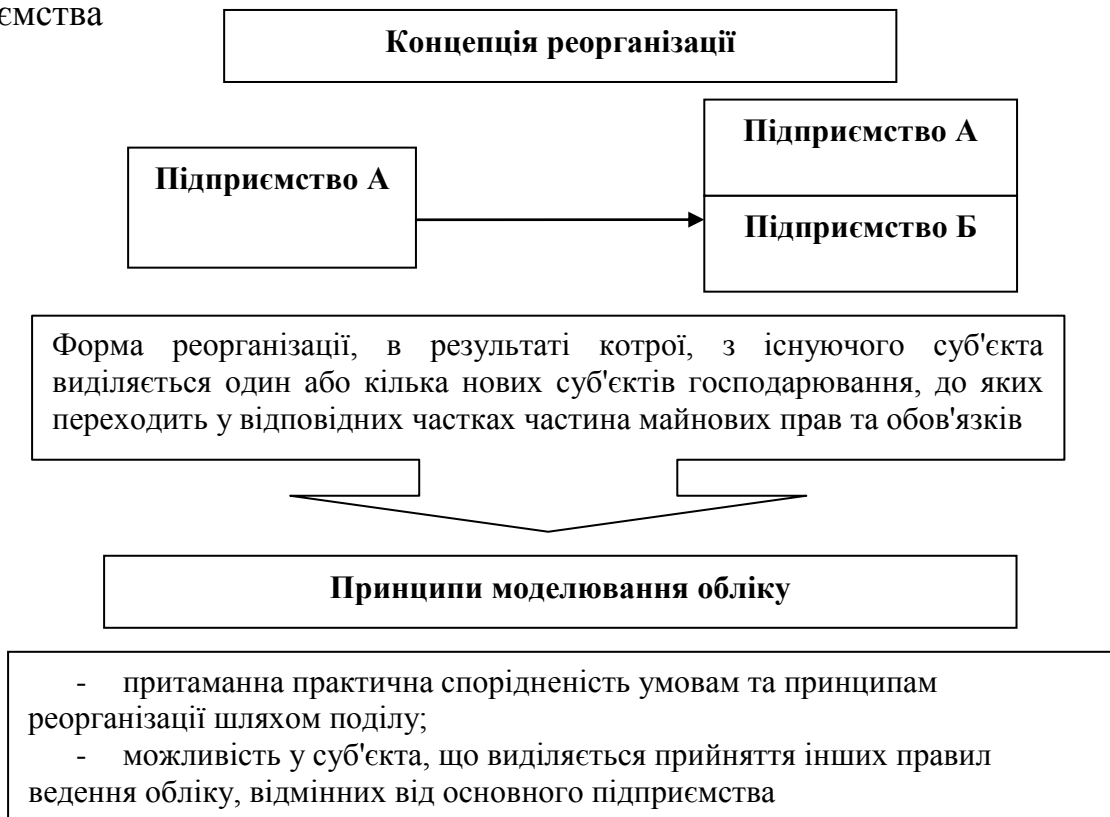 ємства
Концепція реорганізації
Підприємство А
Підприємство А
Підприємство Б
Форма реорганізації, в результаті котрої, з існуючого суб'єкта
виділяється один або кілька нових суб'єктів господарювання, до яких
переходить у відповідних частках частина майнових прав та обов'язків
Принципи моделювання обліку
- притаманна практична спорідненість умовам та принципам
реорганізації шляхом поділу;
- можливість у суб'єкта, що виділяється прийняття інших правил
ведення обліку, відмінних від основного підприємства